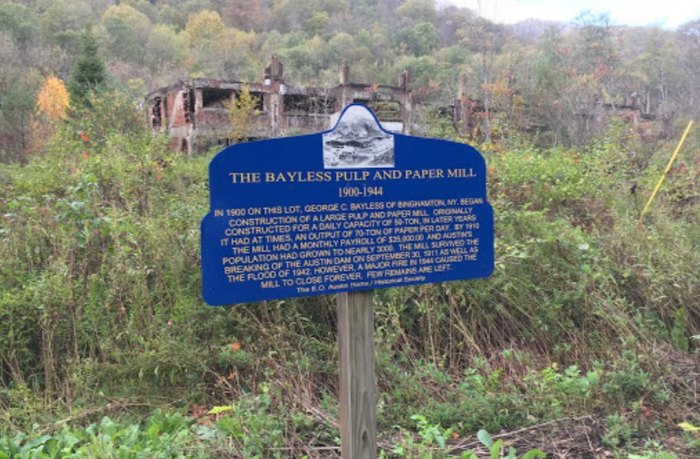 THE BAYLESS PULP AND PAPER MILL
1900-1944
IN 1900 ON THIS LOT, GEORGE C. BAYLESS OF BINGHAMTON, NY. BEGAN
CONSTRUCTION OF A LARGE PULP AND PAPER MILL. ORIGINALLY
CONSTRUCTED FOR A DAILY CAPACITY OF 50-TON, IN LATER YEARS
IT HAD AT TIMES, AN OUTPUT OF 70-TON OF PAPER PER DAY. BY 1910
THE MILL HAD A MONTHLY PAYROLL OF $35,000.00 AND AUSTIN'S
POPULATION HAD GROWN TO NEARLY 3000. THE MILL SURVIVED THE
BREAKING OF THE AUSTIN DAM ON SEPTEMBER 30, 1911 AS WELL AS
THE FLOOD OF 1942. HOWEVER, A MAJOR FIRE IN 1944 CAUSED THE
MILL TO CLOSE FOREVER. FEW REMAINS ARE LEFT.
The E.O. Austin Home / Historical Society